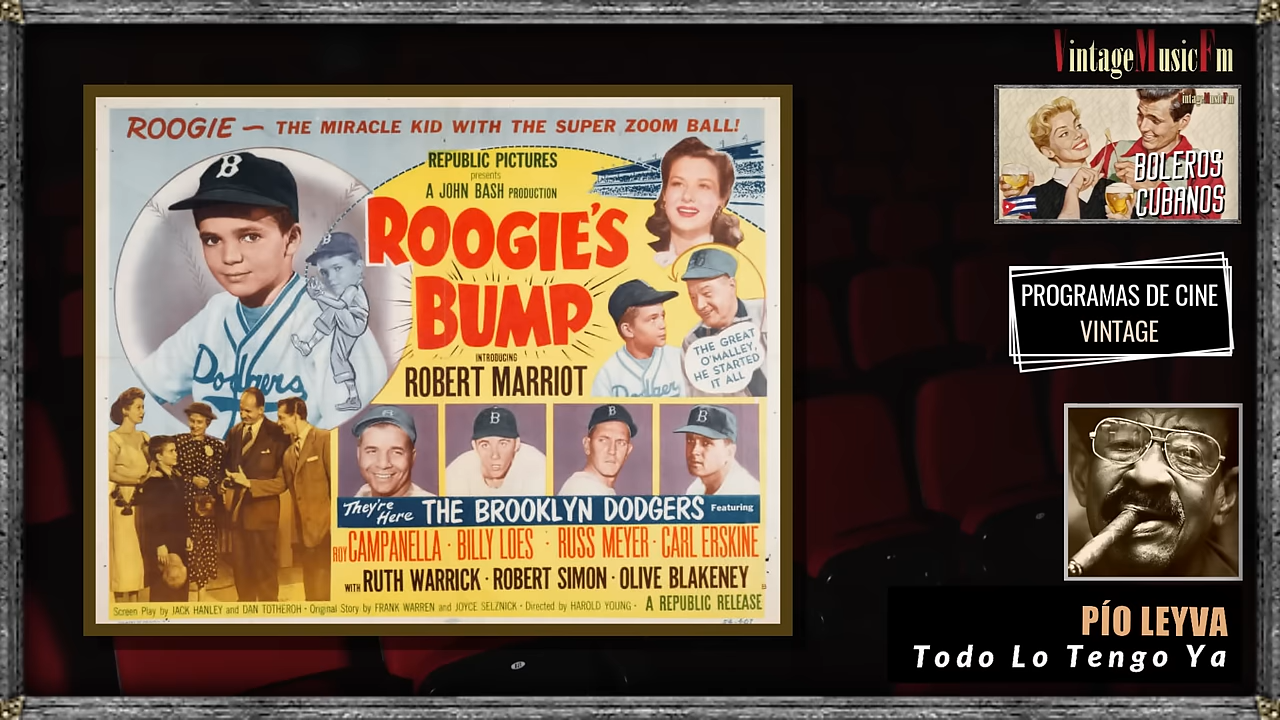 VintageMusicFm
ROOGIE — THE MIRACLE KID WITH THE SUPER ZOOM BALL!
REPUBLIC PICTURES
presents
A JOHN BASH PRODUCTION
ROOGIE'S
BUMP
INTRODUCING
ROBERT MARRIOT
B
B
Dodgers
Dodgers
THE GREAT
O'MALLEY,
HE STARTED
IT ALL
B
B
B
They're
Here
THE BROOKLYN DODGERS Featuring
ROY CAMPANELLA · BILLY LOES · RUSS MEYER · CARL ERSKINE
WITH RUTH WARRICK · ROBERT SIMON · OLIVE BLAKENEY
Screen Play by JACK HANLEY and DAN TOTHEROH · Original Story by FRANK WARREN and JOYCE SELZNICK · Directed by HAROLD YOUNG · A REPUBLIC RELEASE
intageMusicFm
BOLEROS
CUBANOS
PROGRAMAS DE CINE
VINTAGE
PÍO LEYVA
Todo Lo Tengo Ya